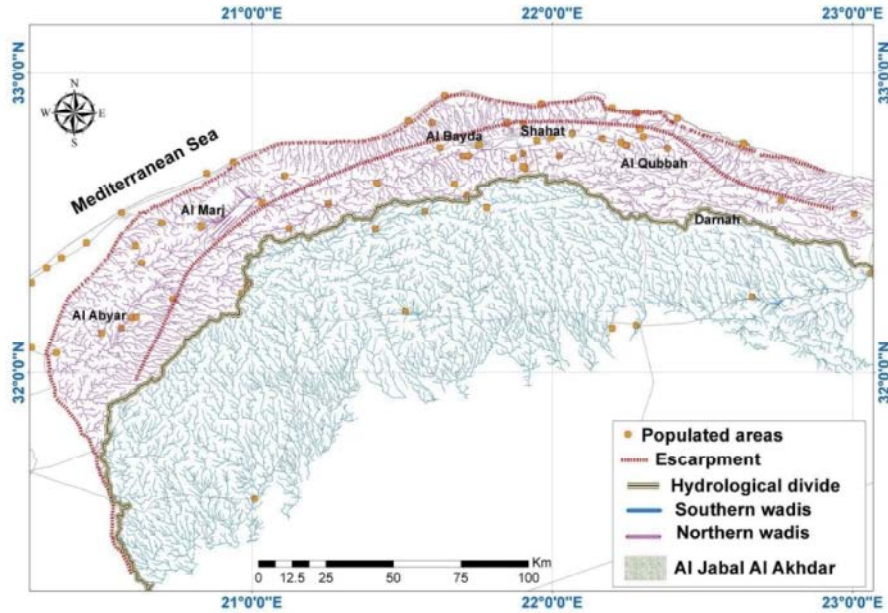 21°0'0"E
22°0'0"E
23°0'0"E
33°0'0"N
33°0'0"N
N
W
E
S
Mediterranean Sea
Al Bayda
Shahat
Al Qubbah
Al Marj
Darnah
Al Abyar
32°0'0"N
32°0'0"N
Populated areas
Escarpment
Hydrological divide
Southern wadis
Northern wadis
Al Jabal Al Akhdar
Km
0
12.5
25
50
75
100
21°0'0"E
22°0'0"E
23°0'0"E